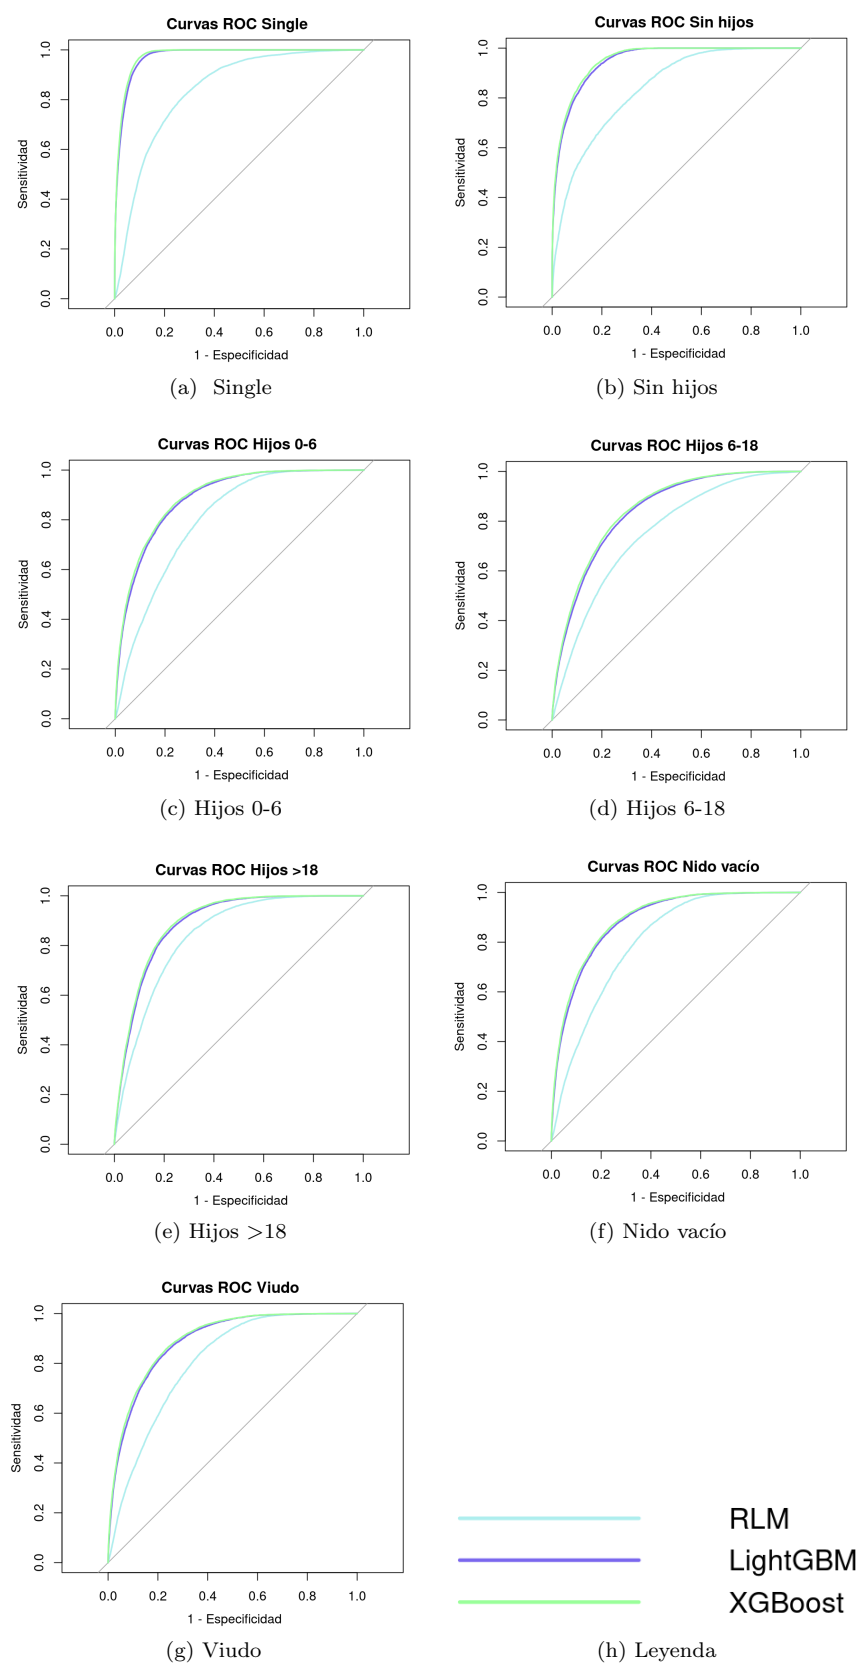 Curvas ROC Single
Sensitividad
0.0 0.2 0.4 0.6 0.8 1.0
0.0 0.2 0.4 0.6 0.8 1.0
1 - Especificidad
(a) Single
Curvas ROC Sin hijos
Sensitividad
0.0 0.2 0.4 0.6 0.8 1.0
0.0 0.2 0.4 0.6 0.8 1.0
1 - Especificidad
(b) Sin hijos
Curvas ROC Hijos 0-6
Sensitividad
0.0 0.2 0.4 0.6 0.8 1.0
0.0 0.2 0.4 0.6 0.8 1.0
1 - Especificidad
(c) Hijos 0-6
Curvas ROC Hijos 6-18
Sensitividad
0.0 0.2 0.4 0.6 0.8 1.0
0.0 0.2 0.4 0.6 0.8 1.0
1 - Especificidad
(d) Hijos 6-18
Curvas ROC Hijos >18
Sensitividad
0.0 0.2 0.4 0.6 0.8 1.0
0.0 0.2 0.4 0.6 0.8 1.0
1 - Especificidad
(e) Hijos >18
Curvas ROC Nido vacío
Sensitividad
0.0 0.2 0.4 0.6 0.8 1.0
0.0 0.2 0.4 0.6 0.8 1.0
1 - Especificidad
(f) Nido vacío
Curvas ROC Viudo
Sensitividad
0.0 0.2 0.4 0.6 0.8 1.0
0.0 0.2 0.4 0.6 0.8 1.0
1 - Especificidad
(g) Viudo
RLM
LightGBM
XGBoost
(h) Leyenda